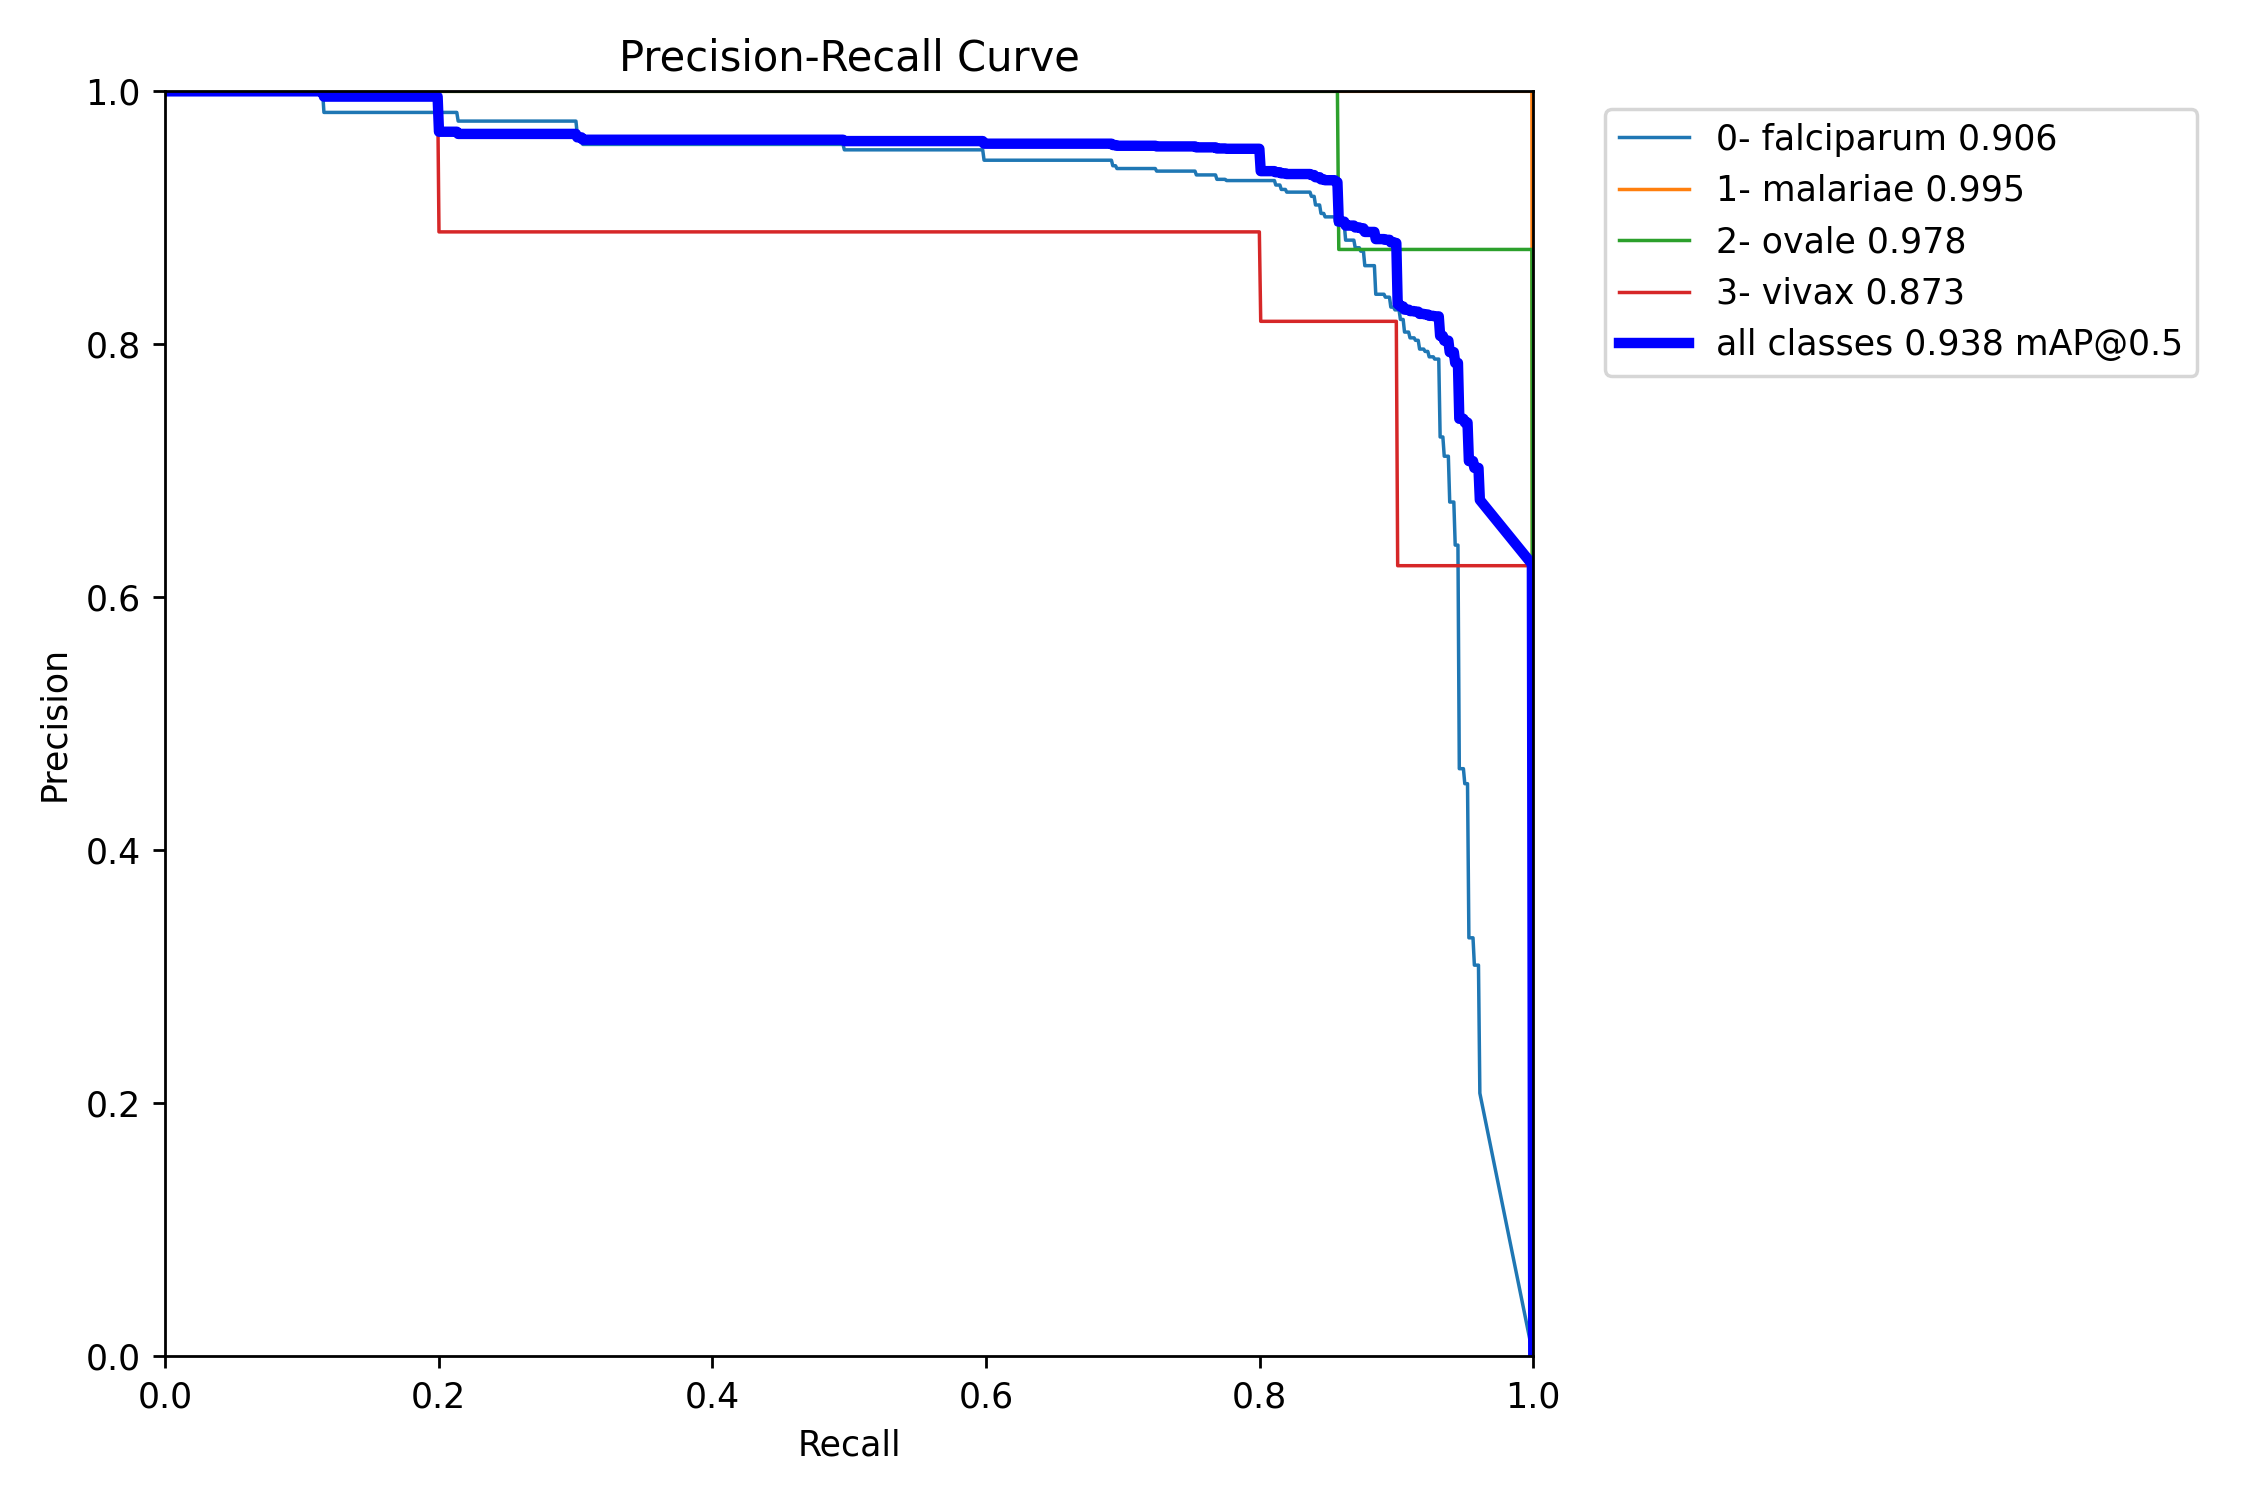 Precision-Recall Curve
1.0
0.8
0.6
0.4
0.2
0.0
Precision
0.0 0.2 0.4 0.6 0.8 1.0
Recall
0- falciparum 0.906
1- malariae 0.995
2- ovale 0.978
3- vivax 0.873
all classes 0.938 mAP@0.5